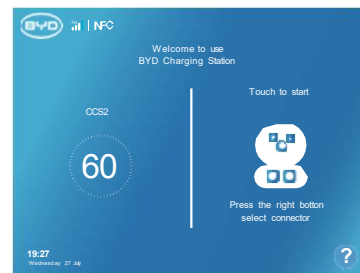 BYD
NFC
Welcome to use
BYD Charging Station
CCS2
60
Touch to start
Press the right botton
select connector
19:27
Wednesday 27 July
?